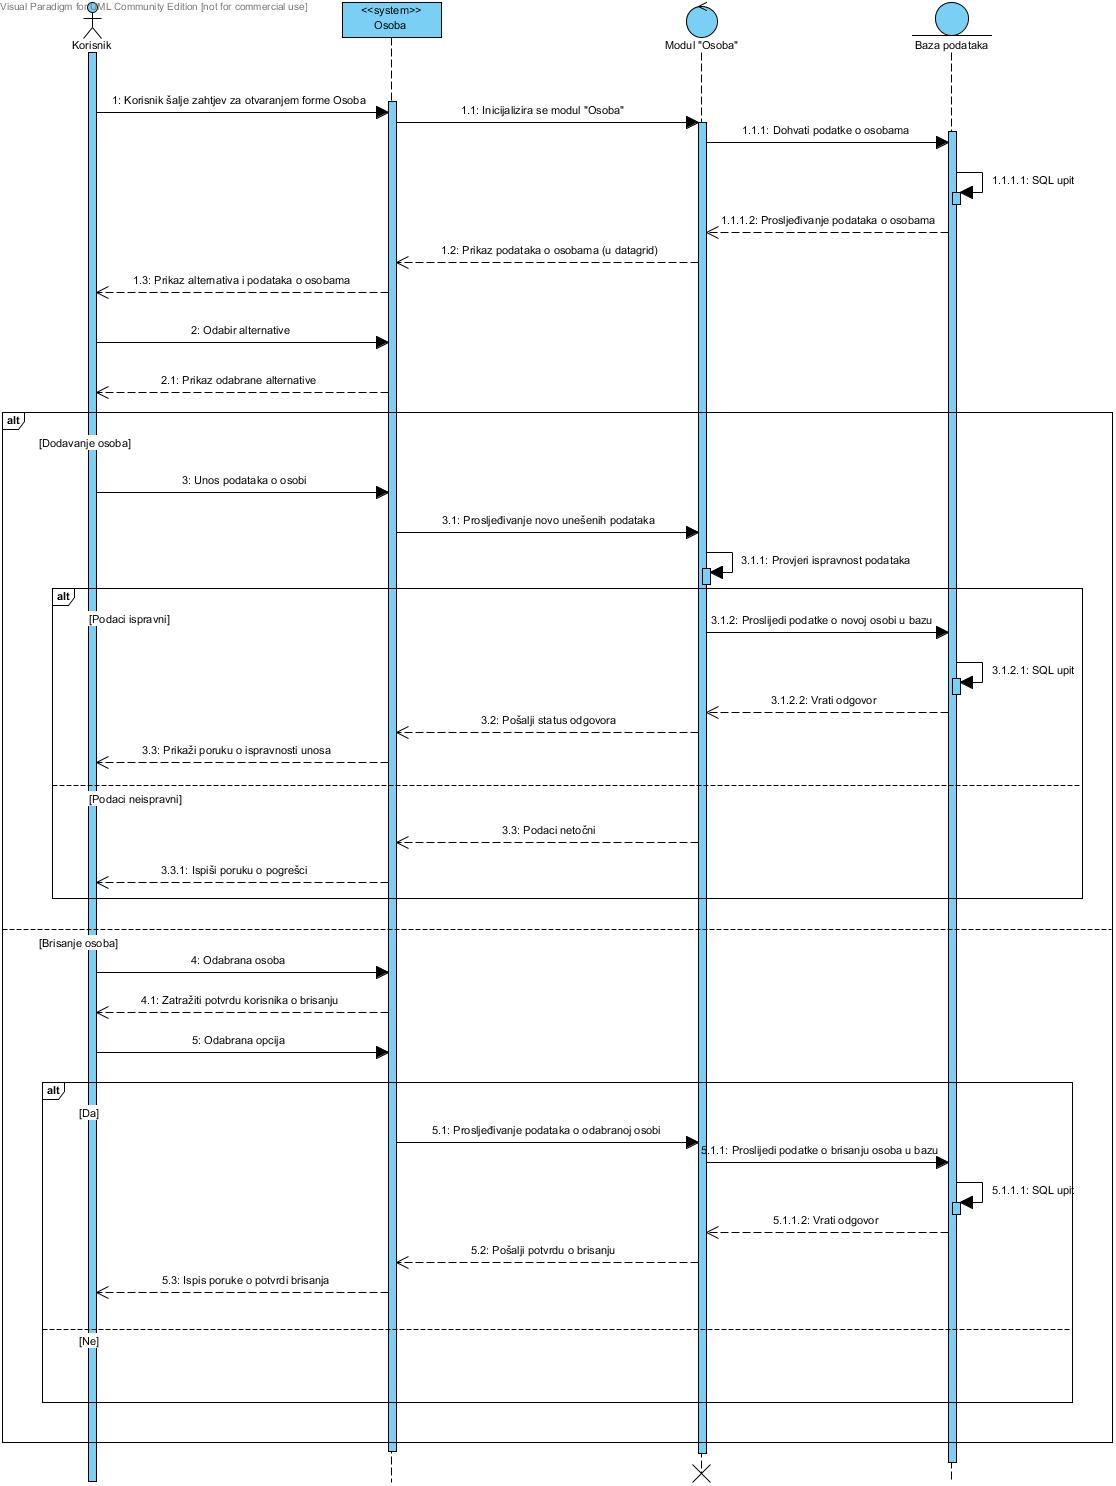 Visual Paradigm for UML Community Edition [not for commercial use]
<<system>>
Osoba
Korisnik
Modul "Osoba"
Baza podataka
1: Korisnik šalje zahtjev za otvaranjem forme Osoba
1.1: Inicijalizira se modul "Osoba"
1.1.1: Dohvati podatke o osobama
1.1.1.1: SQL upit
1.1.1.2: Prosljeđivanje podataka o osobama
1.2: Prikaz podataka o osobama (u datagrid)
1.3: Prikaz alternativa i podataka o osobama
2: Odabir alternative
2.1: Prikaz odabrane alternative
alt
[Dodavanje osoba]
3: Unos podataka o osobi
3.1: Prosljeđivanje novo unešenih podataka
3.1.1: Provjeri ispravnost podataka
alt
[Podaci ispravni]
3.1.2: Proslijedi podatke o novoj osobi u bazu
3.1.2.1: SQL upit
3.1.2.2: Vrati odgovor
3.2: Pošalji status odgovora
3.3: Prikaži poruku o ispravnosti unosa
[Podaci neispravni]
3.3: Podaci netočni
3.3.1: Ispiši poruku o pogrešci
[Brisanje osoba]
4: Odabrana osoba
4.1: Zatražiti potvrdu korisnika o brisanju
5: Odabrana opcija
alt
[Da]
5.1: Prosljeđivanje podataka o odabranoj osobi
5.1.1: Proslijedi podatke o brisanju osoba u bazu
5.1.1.1: SQL upit
5.1.1.2: Vrati odgovor
5.2: Pošalji potvrdu o brisanju
5.3: Ispis poruke o potvrdi brisanja
[Ne]